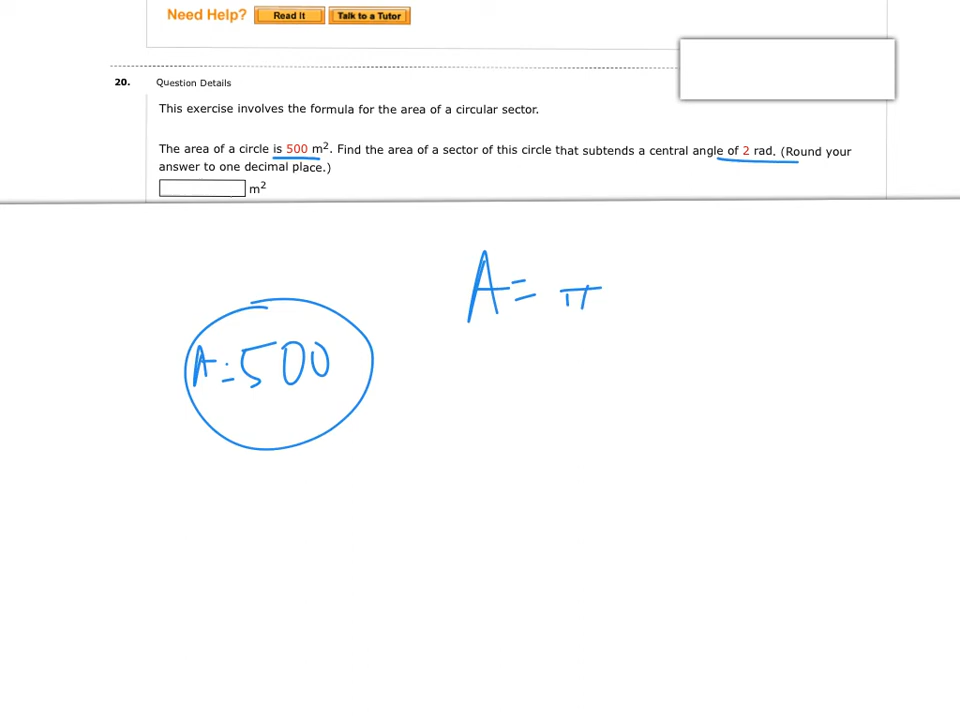 Need Help? Read It Talk to a Tutor
20. Question Details
This exercise involves the formula for the area of a circular sector.
The area of a circle is 500 m². Find the area of a sector of this circle that subtends a central angle of 2 rad. (Round your
answer to one decimal place.)
m²
A = π
A = 500